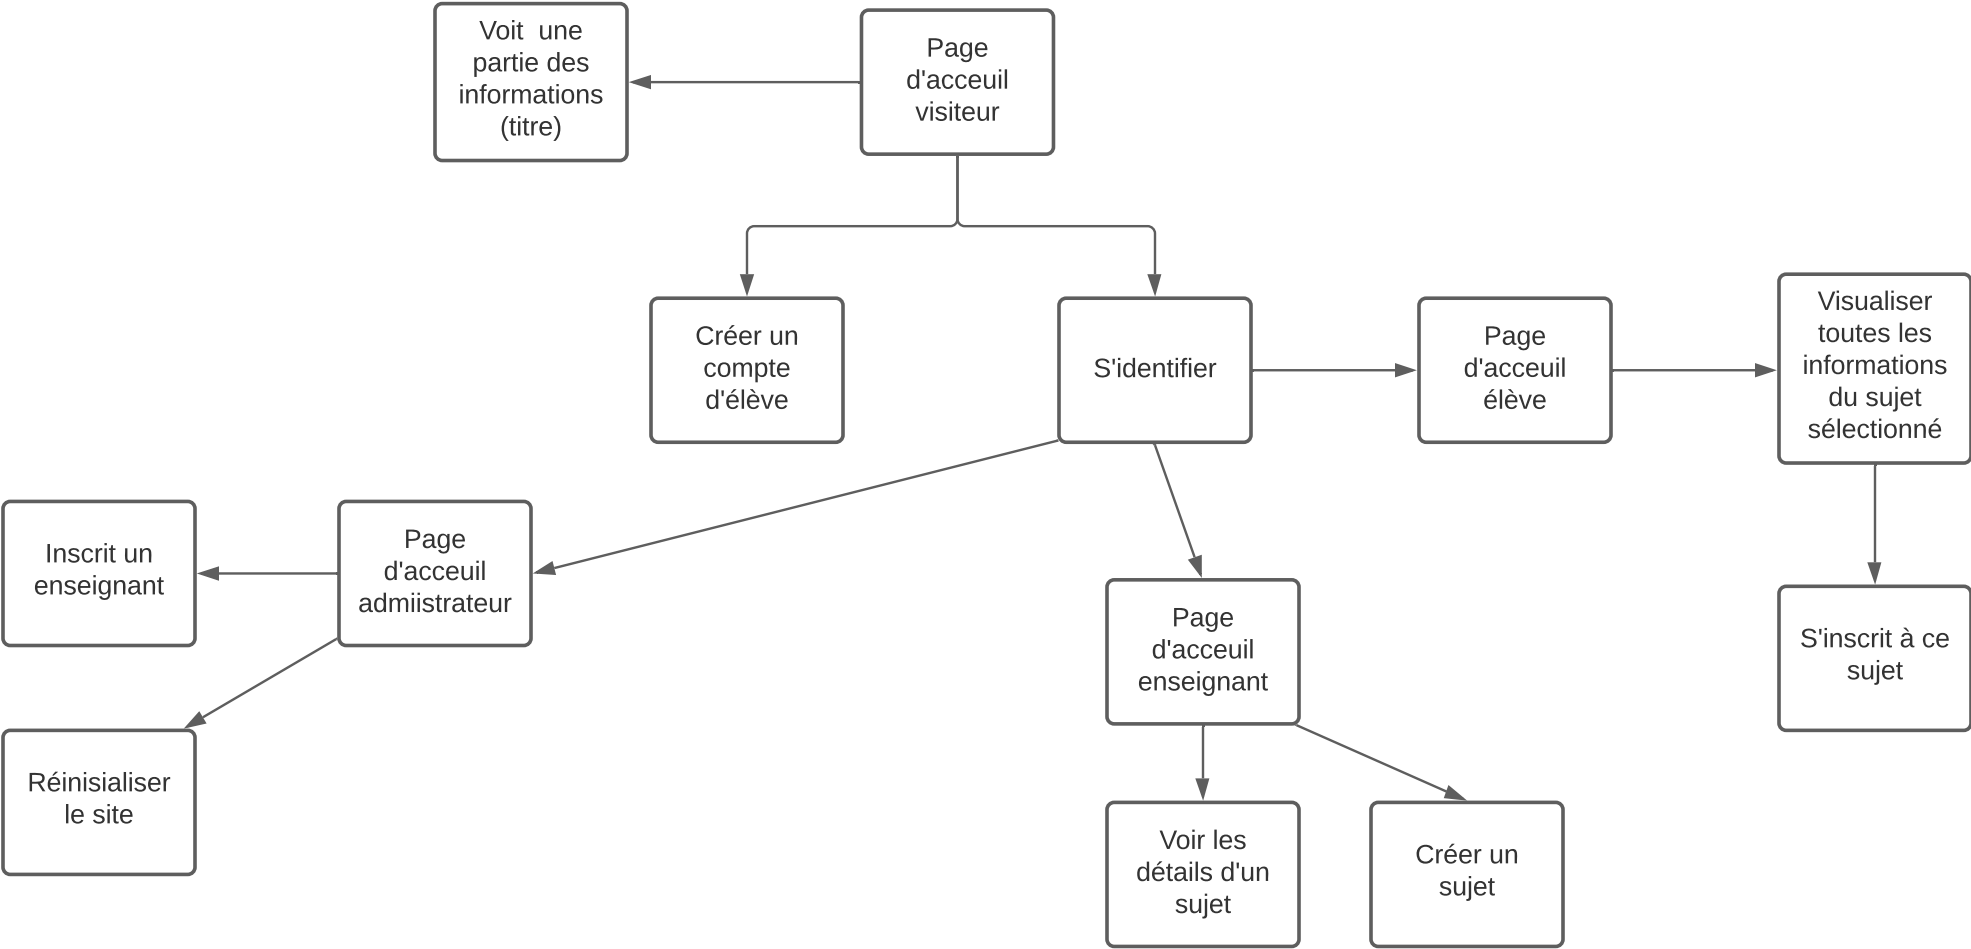 Voit  une
partie des
informations
(titre)
Page
d'acceuil
visiteur
Créer un
compte
d'élève
S'identifier
Page
d'acceuil
élève
Visualiser
toutes les
informations
du sujet
sélectionné
Inscrit un
enseignant
Page
d'acceuil
admiistrateur
Page
d'acceuil
enseignant
S'inscrit à ce
sujet
Réinisialiser
le site
Voir les
détails d'un
sujet
Créer un
sujet